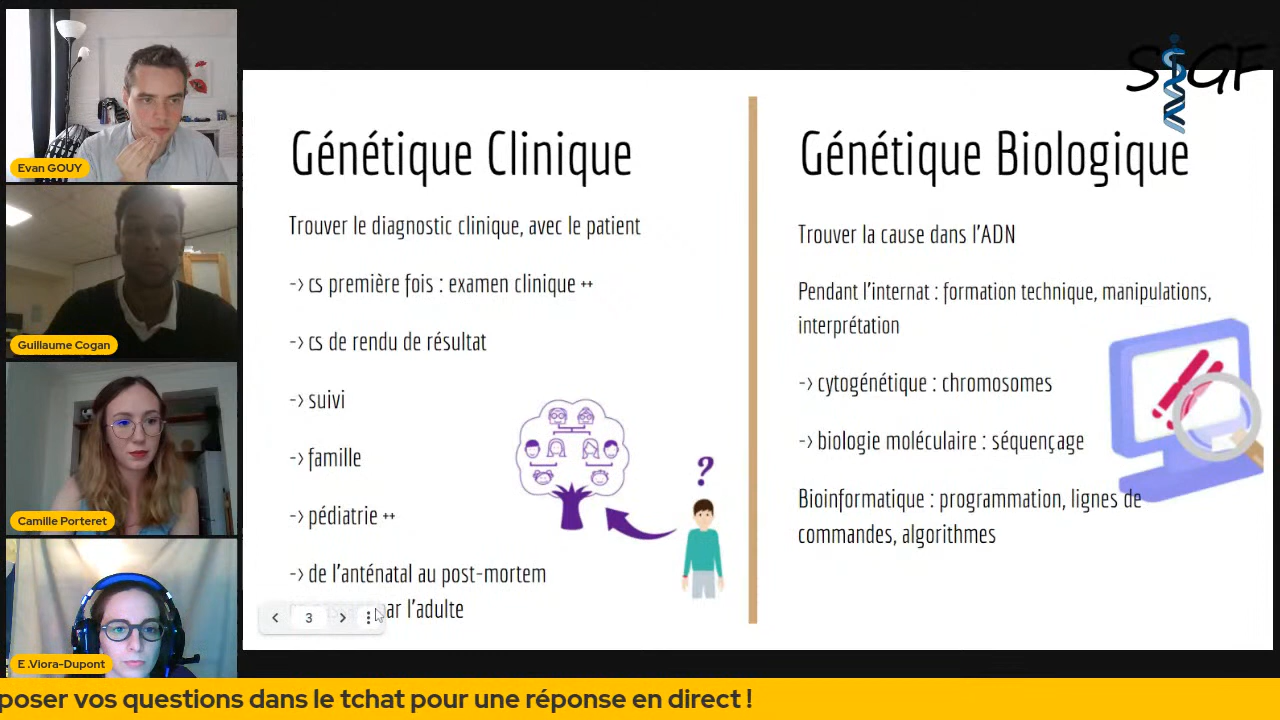 SIGF
Evan GOUY
Guillaume Cogan
Camille Porteret
E .Viora-Dupont
Génétique Clinique
Trouver le diagnostic clinique, avec le patient
-> cs première fois : examen clinique ++
-> cs de rendu de résultat
-> suivi
-> famille
-> pédiatrie ++
-> de l'anténatal au post-mortem
ar l'adulte
?
3
Génétique Biologique
Trouver la cause dans l'ADN
Pendant l'internat : formation technique, manipulations,
interprétation
-> cytogénétique : chromosomes
-> biologie moléculaire : séquençage
Bioinformatique : programmation, lignes de
commandes, algorithmes
poser vos questions dans le tchat pour une réponse en direct !